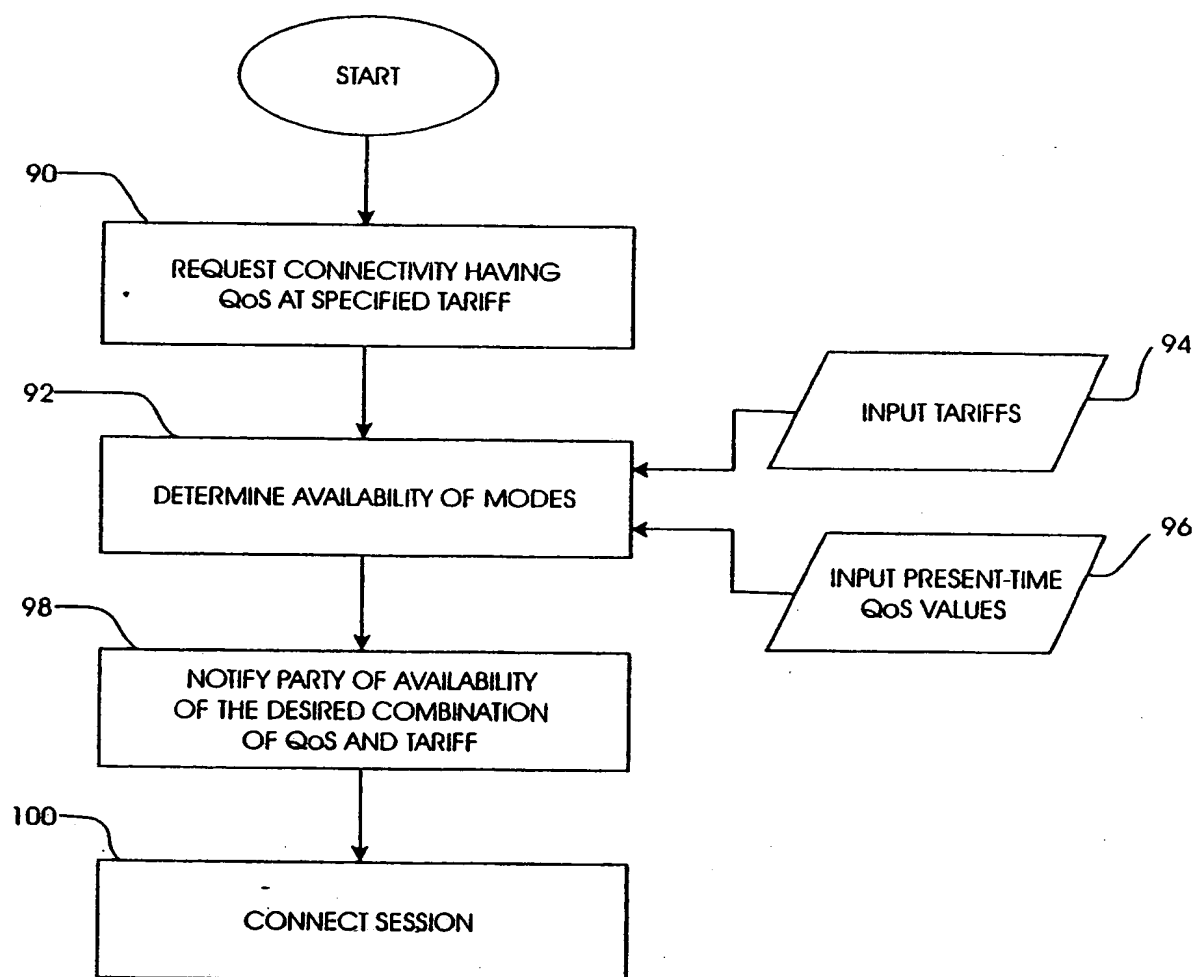 START
90
REQUEST CONNECTIVITY HAVING
QoS AT SPECIFIED TARIFF
94
92
INPUT TARIFFS
DETERMINE AVAILABILITY OF MODES
96
INPUT PRESENT-TIME
QoS VALUES
98
NOTIFY PARTY OF AVAILABILITY
OF THE DESIRED COMBINATION
OF QoS AND TARIFF
100
CONNECT SESSION